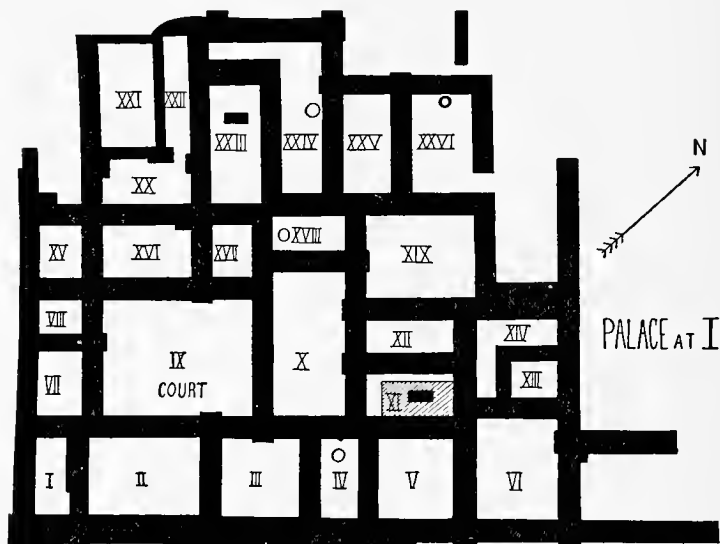 XXI XXII XXIII XXIV XXV XXVI
N
XX
XV XVI XVII XVIII XIX
VIII XII XIV
PALACE AT I
VII IX X XI XIII
COURT
I II III IV V VI